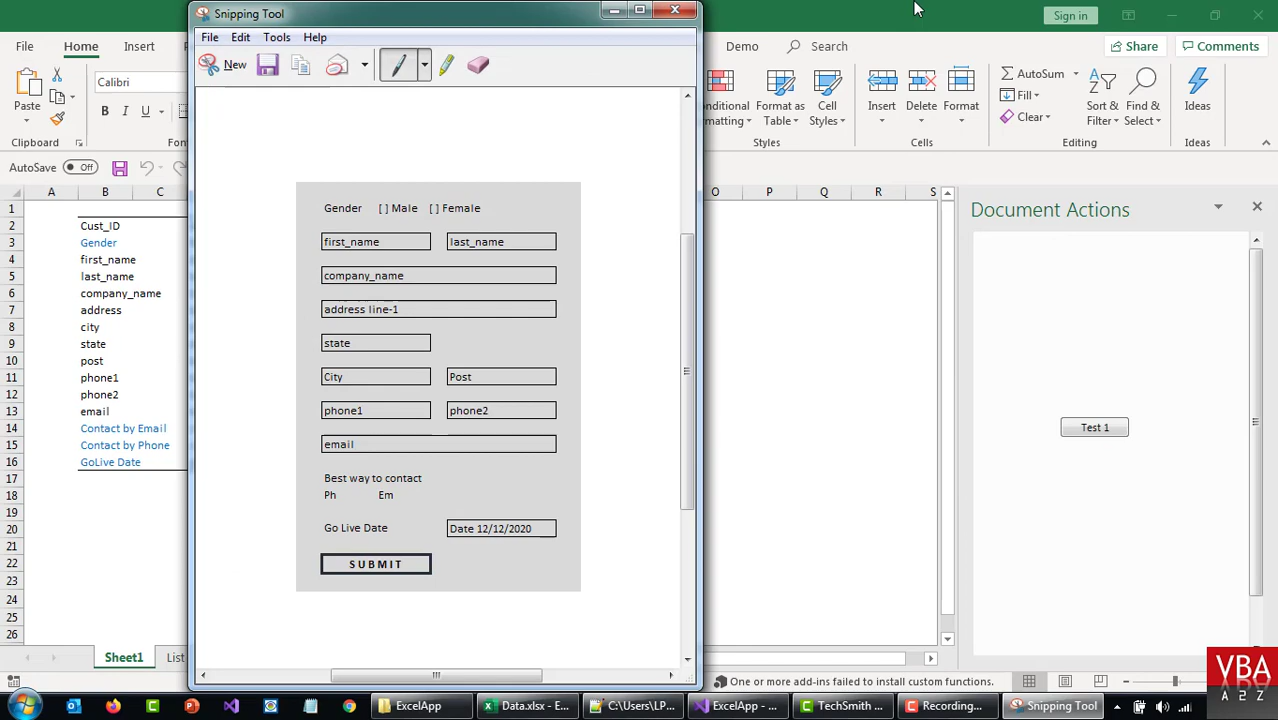 Snipping Tool
File Edit Tools Help
New
Gender [ ] Male [ ] Female
first_name last_name
company_name
address line-1
state
City Post
phone1 phone2
email
Best way to contact
Ph Em
Go Live Date Date 12/12/2020
SUBMIT
Sign in
File Home Insert Demo Search Share Comments
Paste
Clipboard
Calibri
B I U
Formatting
Format as Table
Cell Styles
Styles
Insert Delete Format
Cells
AutoSum
Fill
Clear
Sort & Filter
Find & Select
Editing
Ideas
Ideas
AutoSave Off
A B C O P Q R S
1
2 Cust_ID
3 Gender
4 first_name
5 last_name
6 company_name
7 address
8 city
9 state
10 post
11 phone1
12 phone2
13 email
14 Contact by Email
15 Contact by Phone
16 GoLive Date
17
18
19
20
21
22
23
24
25
26
Document Actions
Test 1
Sheet1 List
One or more add-ins failed to install custom functions.
ExcelApp
Data.xlsx - E...
C:\Users\LP...
ExcelApp - ...
TechSmith ...
Recording...
Snipping Tool
VBA
A2Z